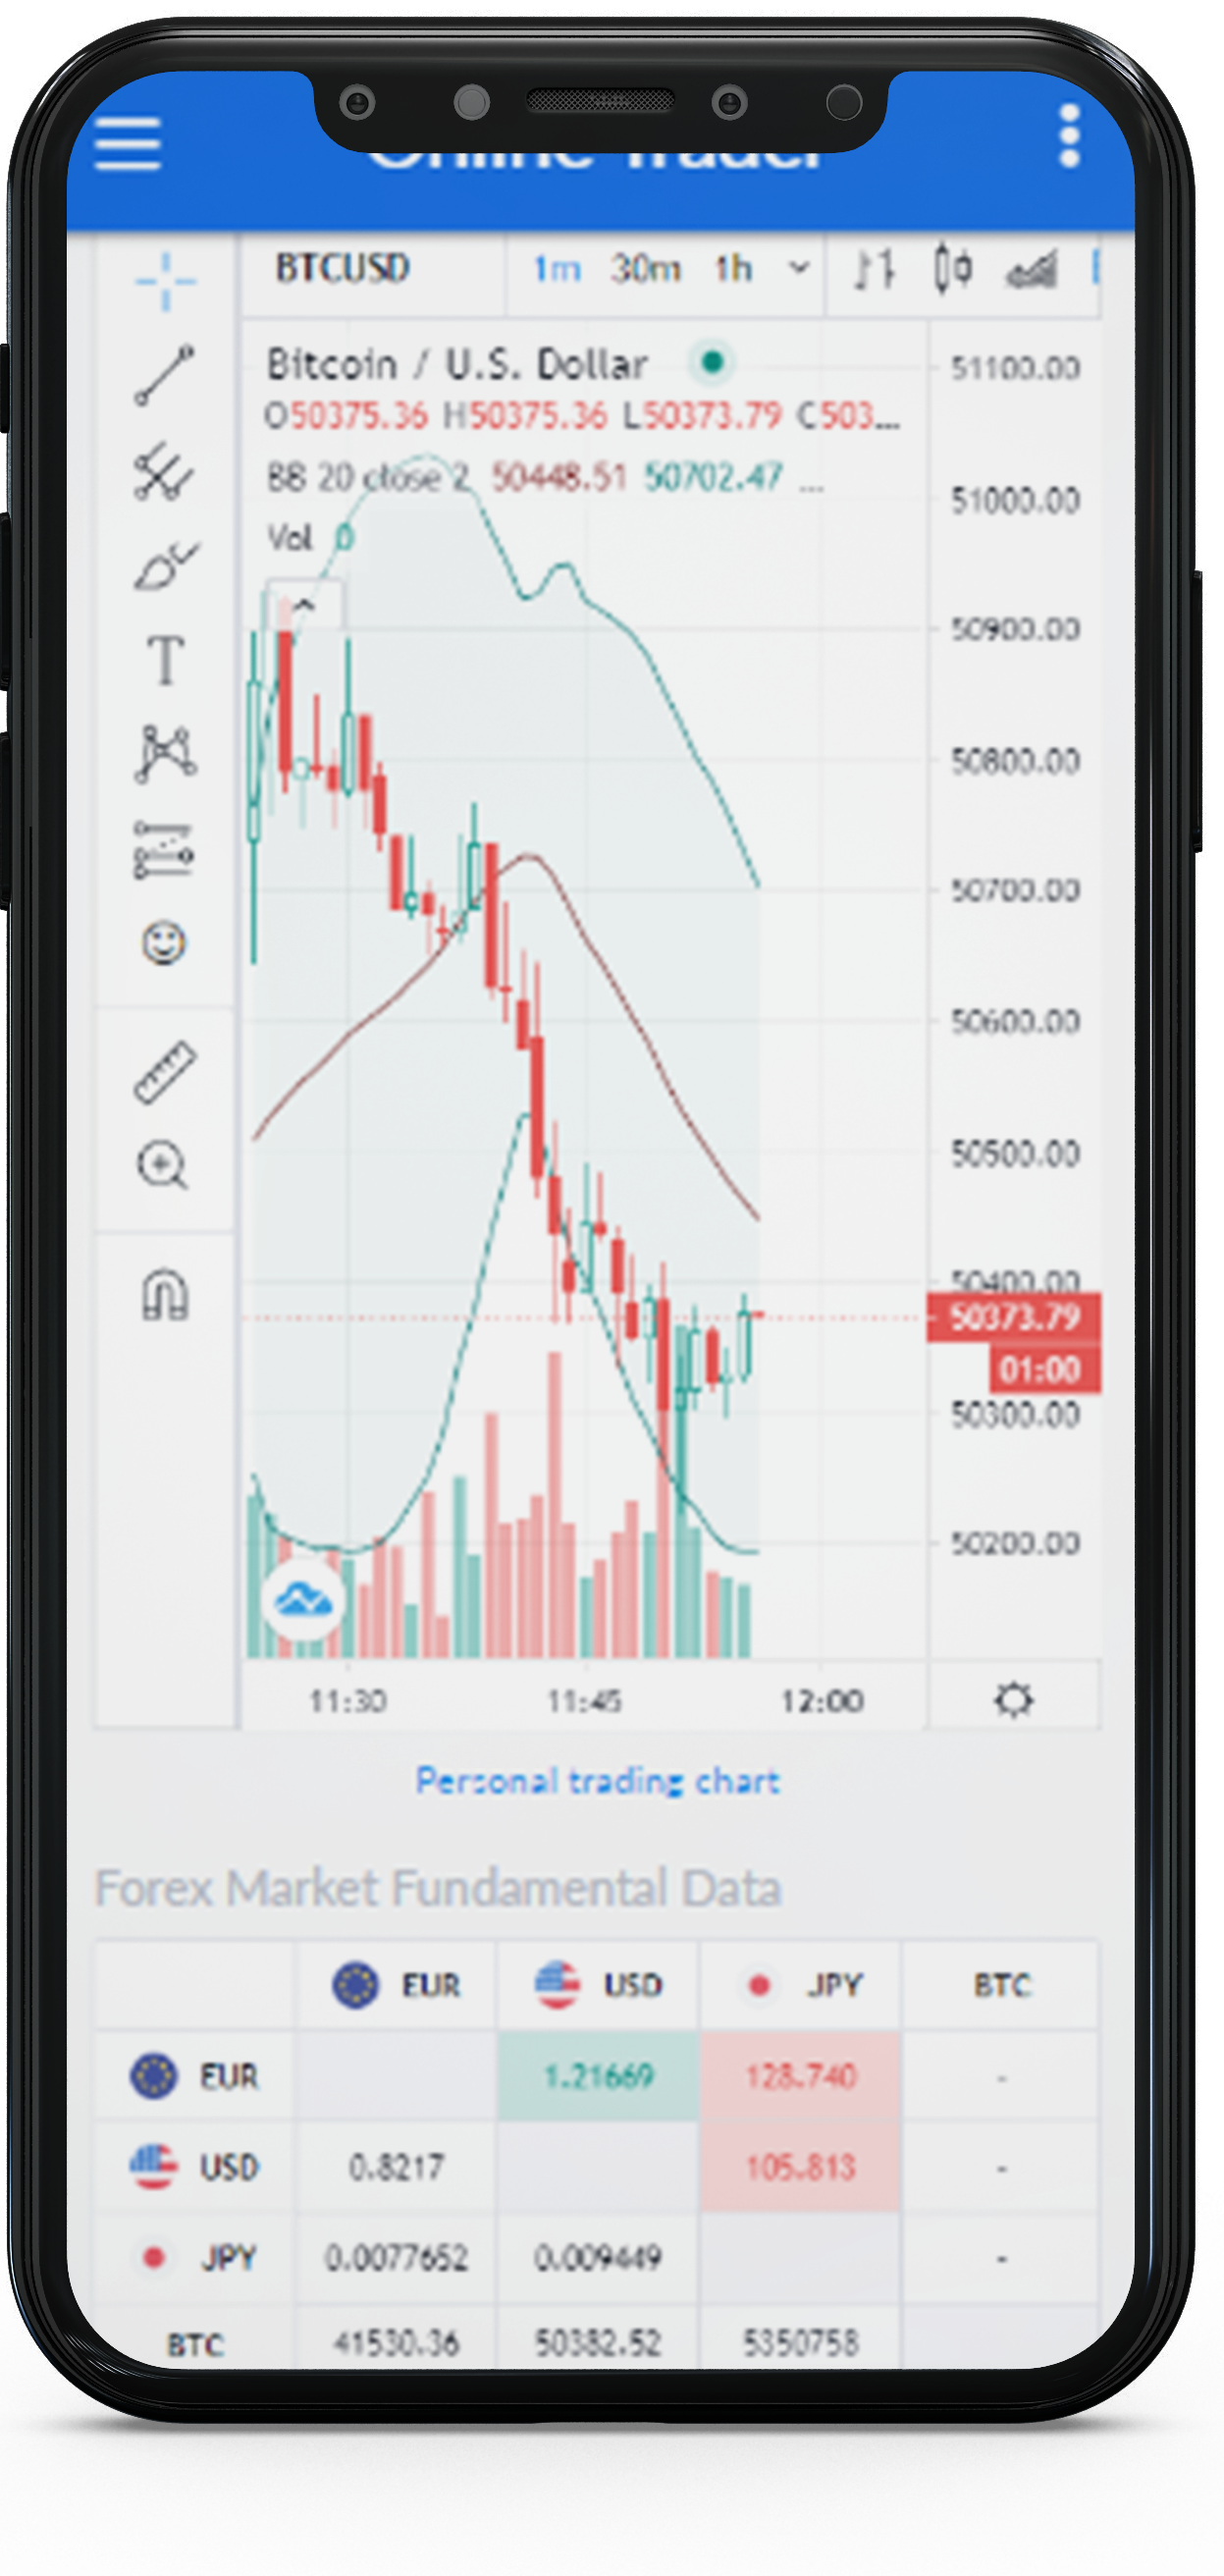 Online Trader
BTCUSD 1m 30m 1h
Bitcoin / U.S. Dollar
O50375.36 H50375.36 L50373.79 C503...
BB 20 close 2 50448.51 50702.47 ...
Vol 0
51100.00
51000.00
50900.00
50800.00
50700.00
50600.00
50500.00
50400.00
50373.79
01:00
50300.00
50200.00
11:30 11:45 12:00
Personal trading chart
Forex Market Fundamental Data
EUR USD JPY BTC
EUR 1.21669 128.740 -
USD 0.8217 105.813 -
JPY 0.0077652 0.009449 -
BTC 41530.36 50382.52 5350758